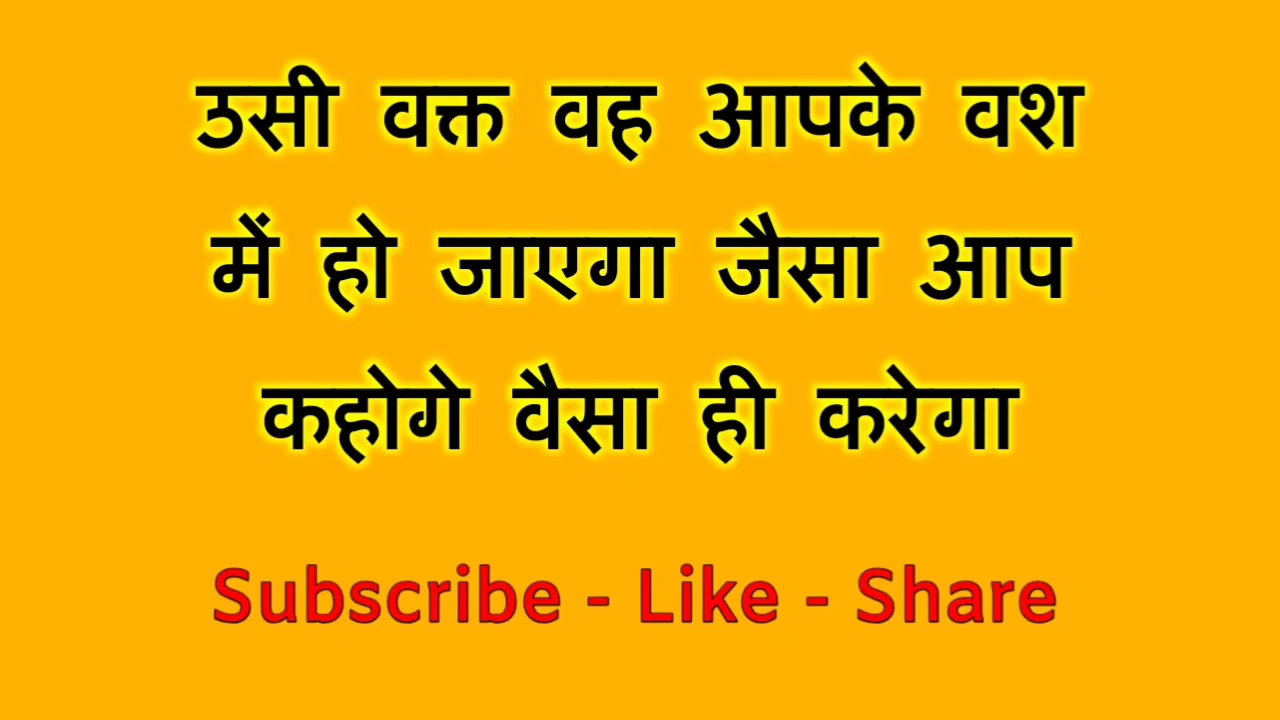 उसी वक्त वह आपके वश
में हो जाएगा जैसा आप
कहोगे वैसा ही करेगा
Subscribe - Like - Share